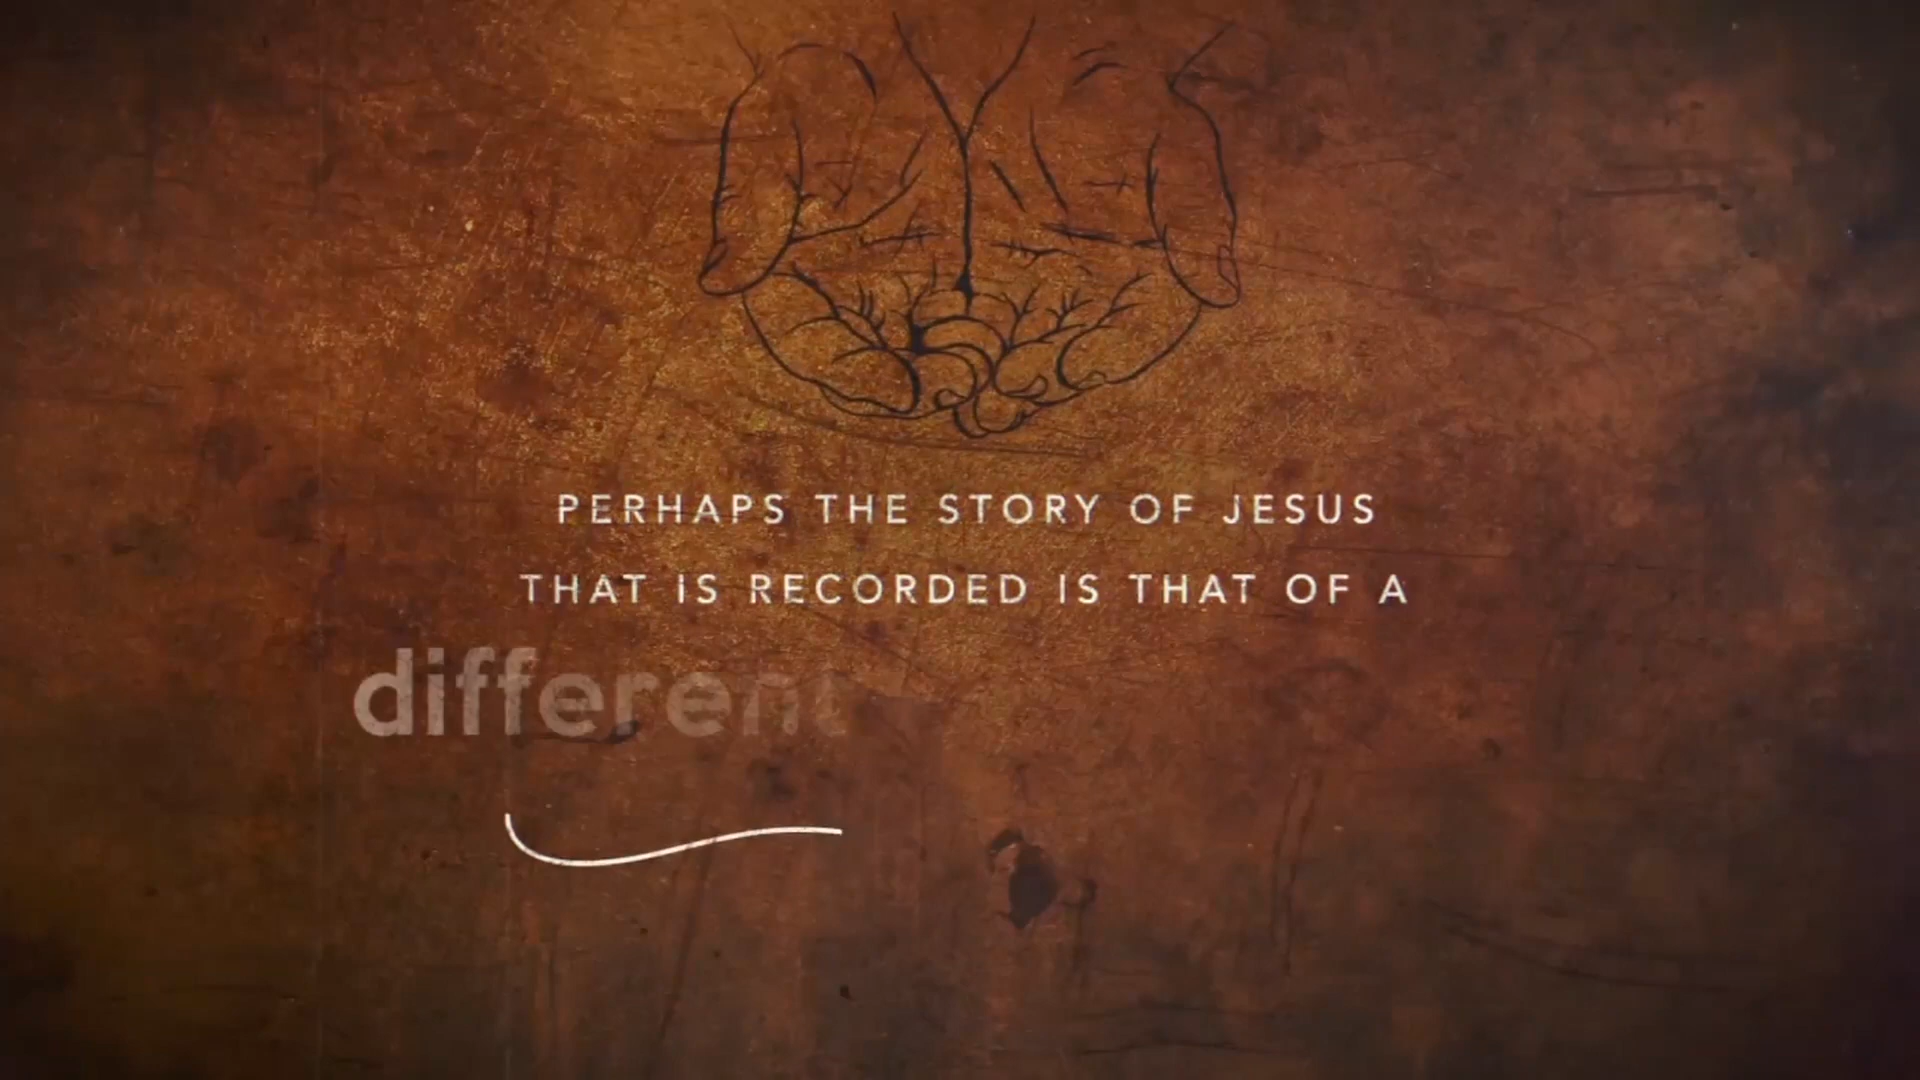 PERHAPS THE STORY OF JESUS
THAT IS RECORDED IS THAT OF A
different